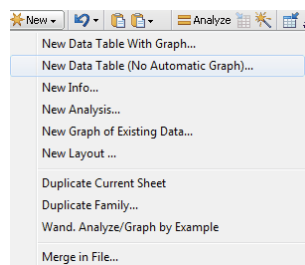 New
Analyze
New Data Table With Graph...
New Data Table (No Automatic Graph)...
New Info...
New Analysis...
New Graph of Existing Data...
New Layout ...
Duplicate Current Sheet
Duplicate Family...
Wand. Analyze/Graph by Example
Merge in File...